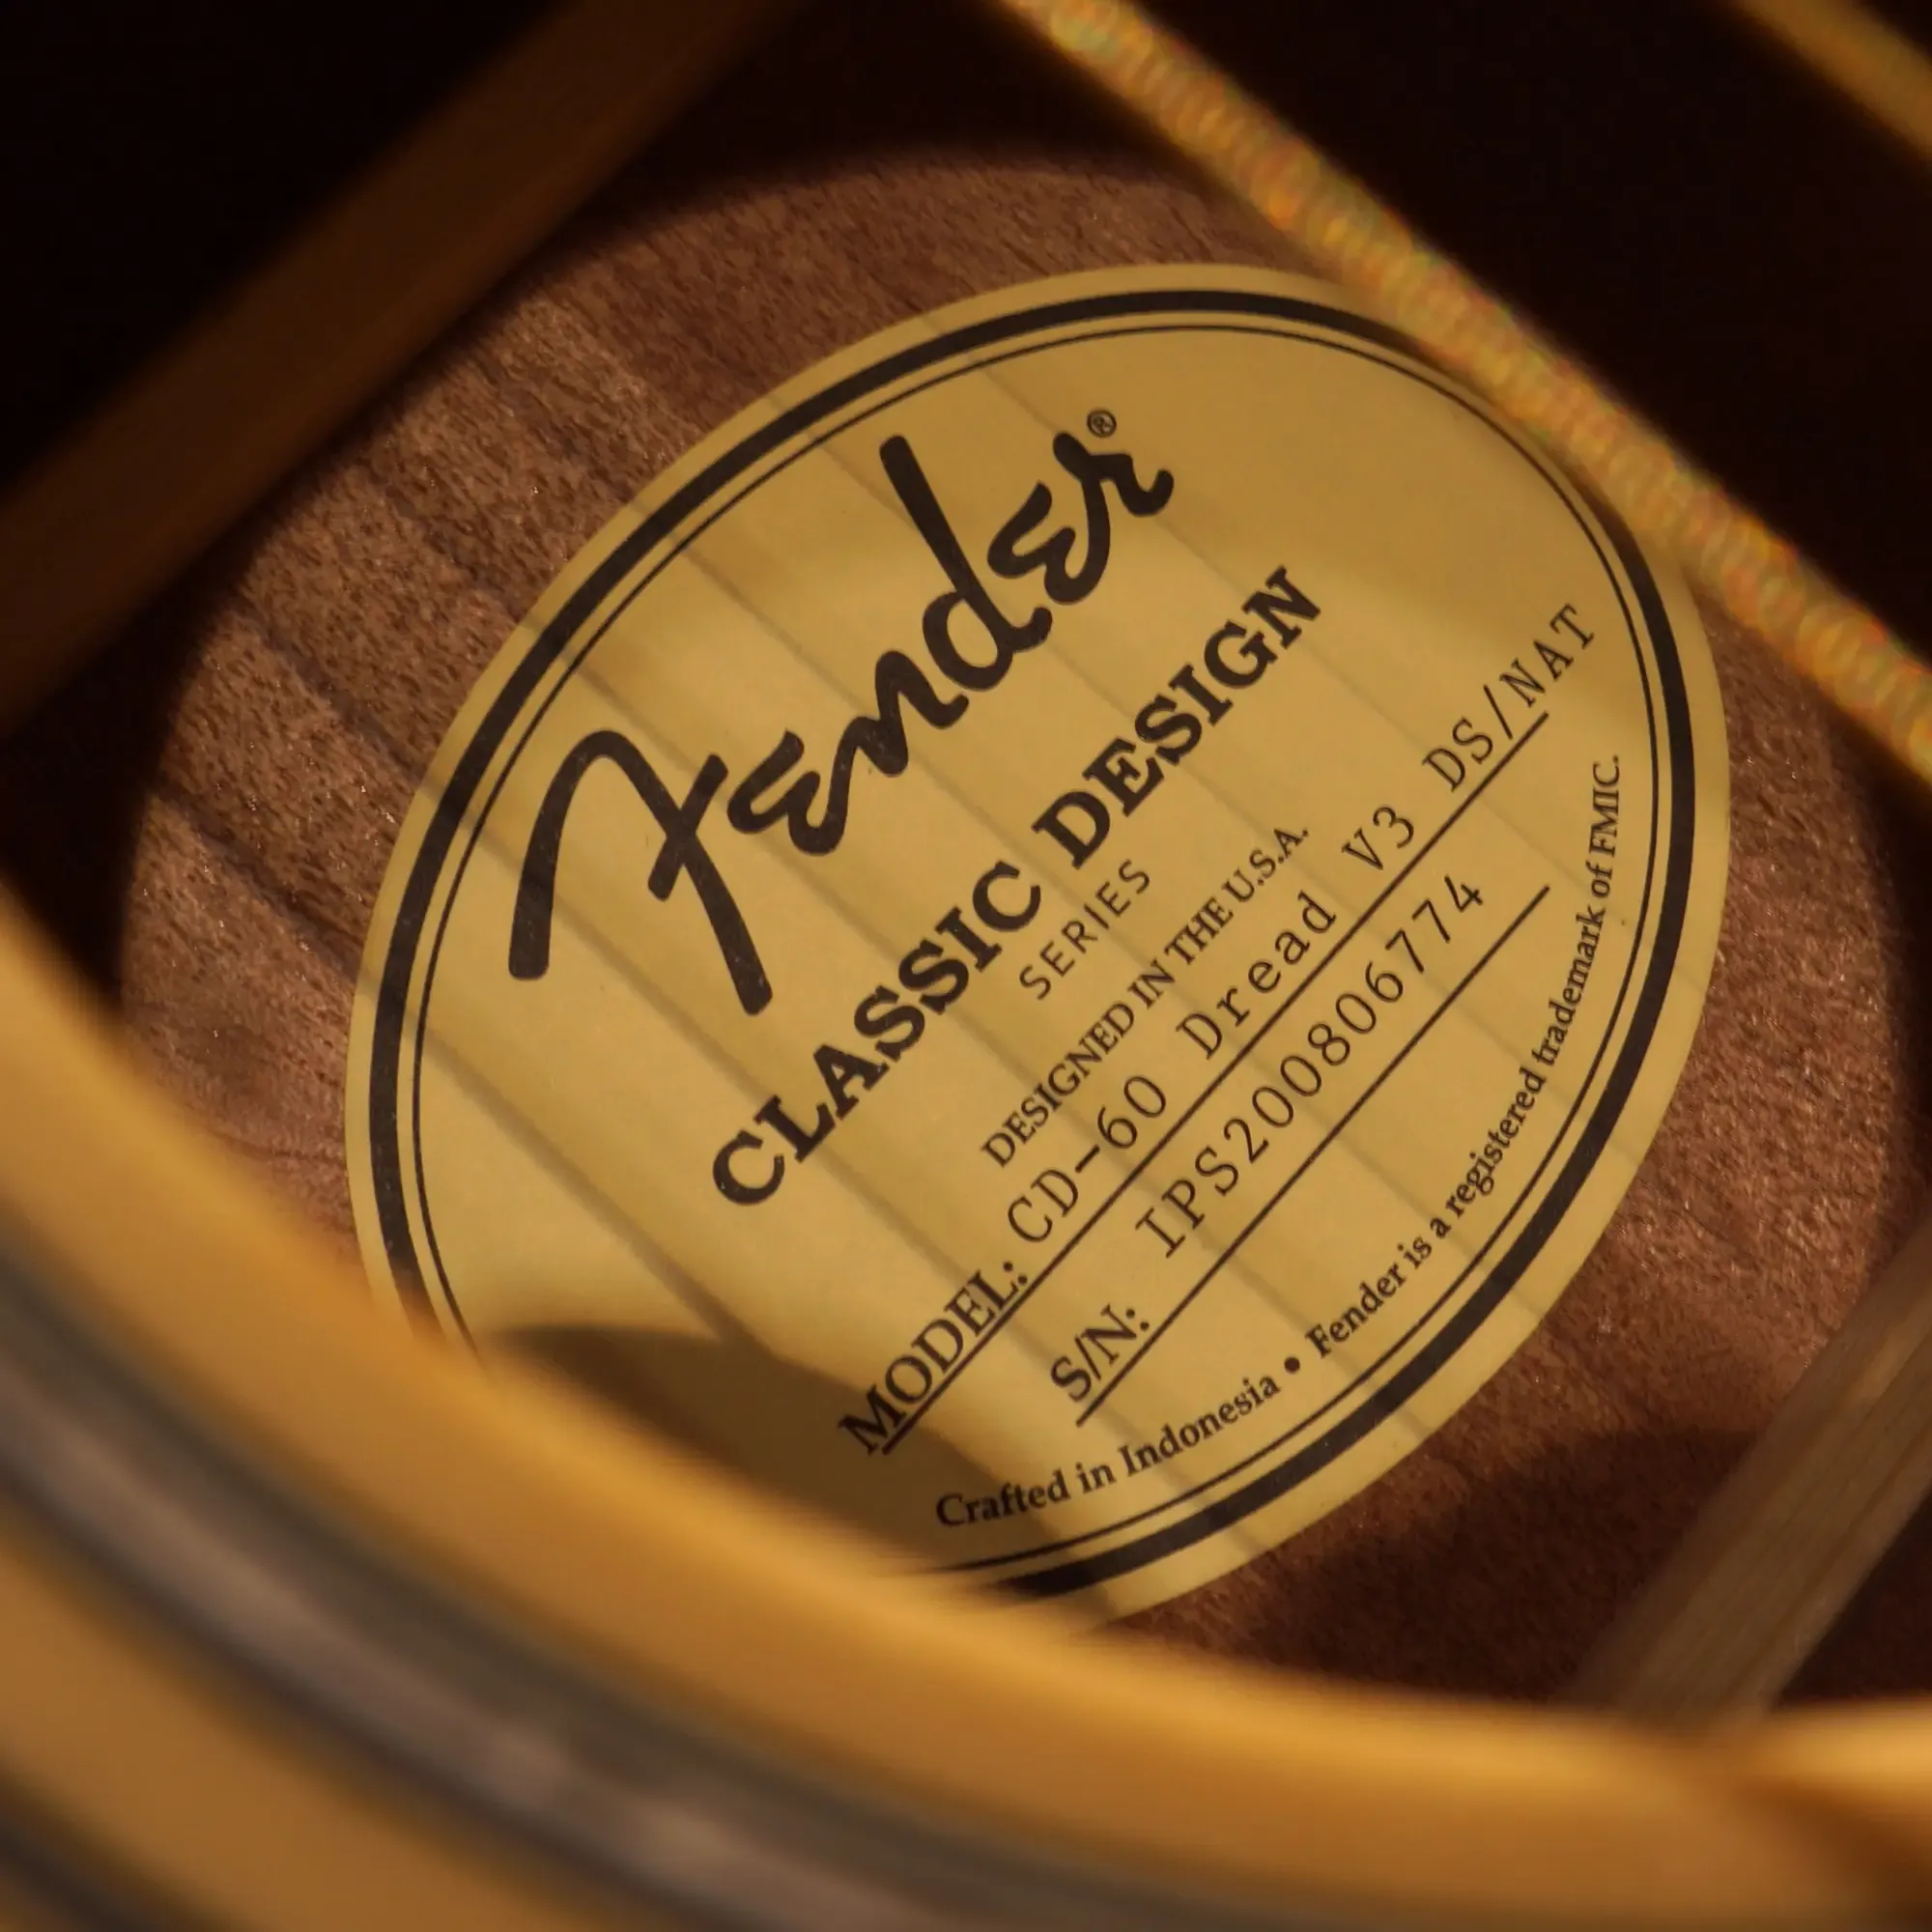 Fender®
CLASSIC DESIGN
SERIES
DESIGNED IN THE U.S.A.
MODEL: CD-60 Dread V3 DS/NAT
S/N: IPS200806774
Crafted in Indonesia • Fender is a registered trademark of FMIC.